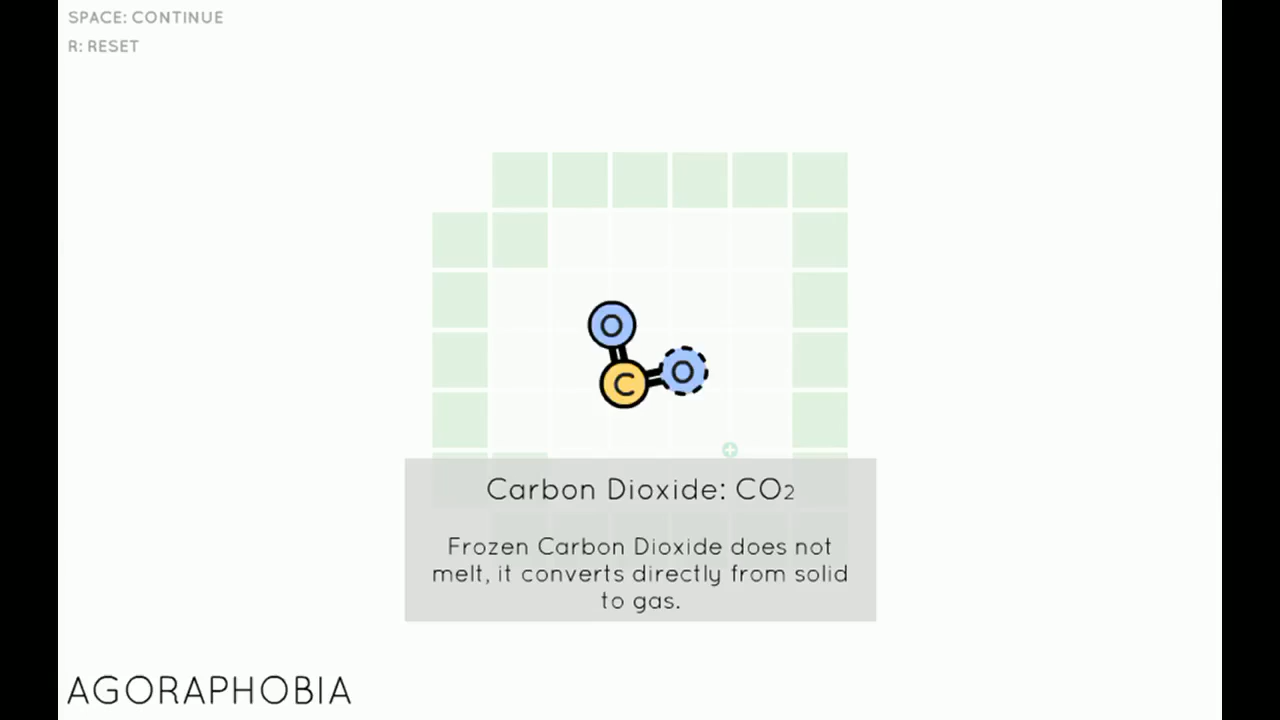 SPACE: CONTINUE
R: RESET
O
O
C
Carbon Dioxide: CO₂
Frozen Carbon Dioxide does not
melt, it converts directly from solid
to gas.
AGORAPHOBIA